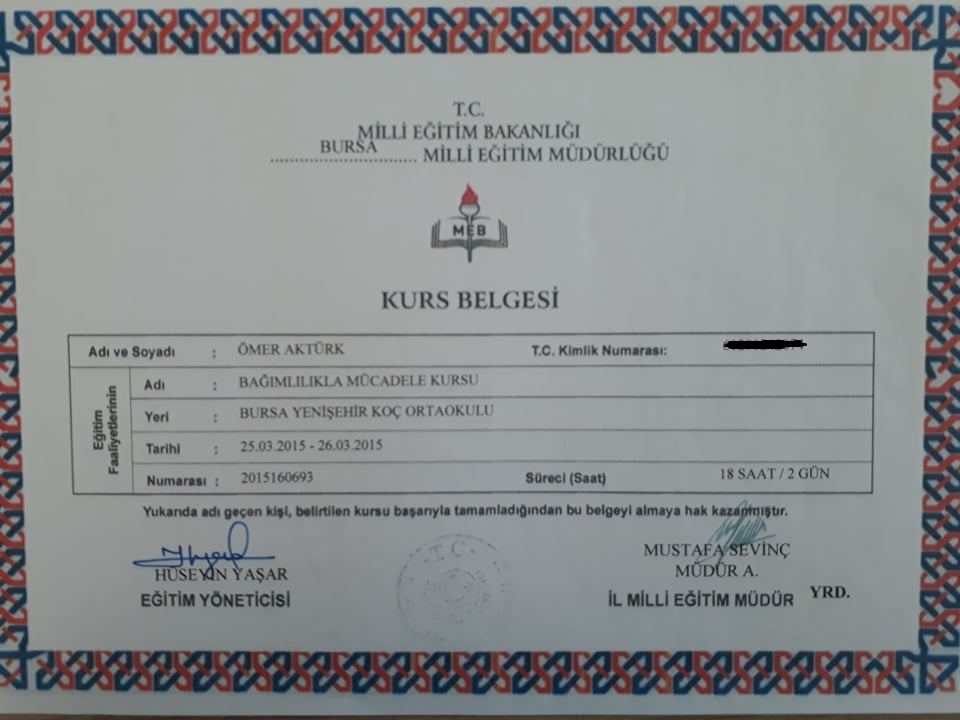 T.C.
MİLLİ EĞİTİM BAKANLIĞI
BURSA MİLLİ EĞİTİM MÜDÜRLÜĞÜ
MEB
KURS BELGESİ
Adı ve Soyadı : ÖMER AKTÜRK T.C. Kimlik Numarası:
Eğitim Faaliyetlerinin
Adı : BAĞIMLILIKLA MÜCADELE KURSU
Yeri : BURSA YENİŞEHİR KOÇ ORTAOKULU
Tarihi : 25.03.2015 - 26.03.2015
Numarası : 2015160693 Süreci (Saat) 18 SAAT / 2 GÜN
Yukarıda adı geçen kişi, belirtilen kursu başarıyla tamamladığından bu belgeyi almaya hak kazanmıştır.
HÜSEYİN YAŞAR
EĞİTİM YÖNETİCİSİ
T.C.
MUSTAFA SEVİNÇ
MÜDÜR A.
İL MİLLİ EĞİTİM MÜDÜR YRD.